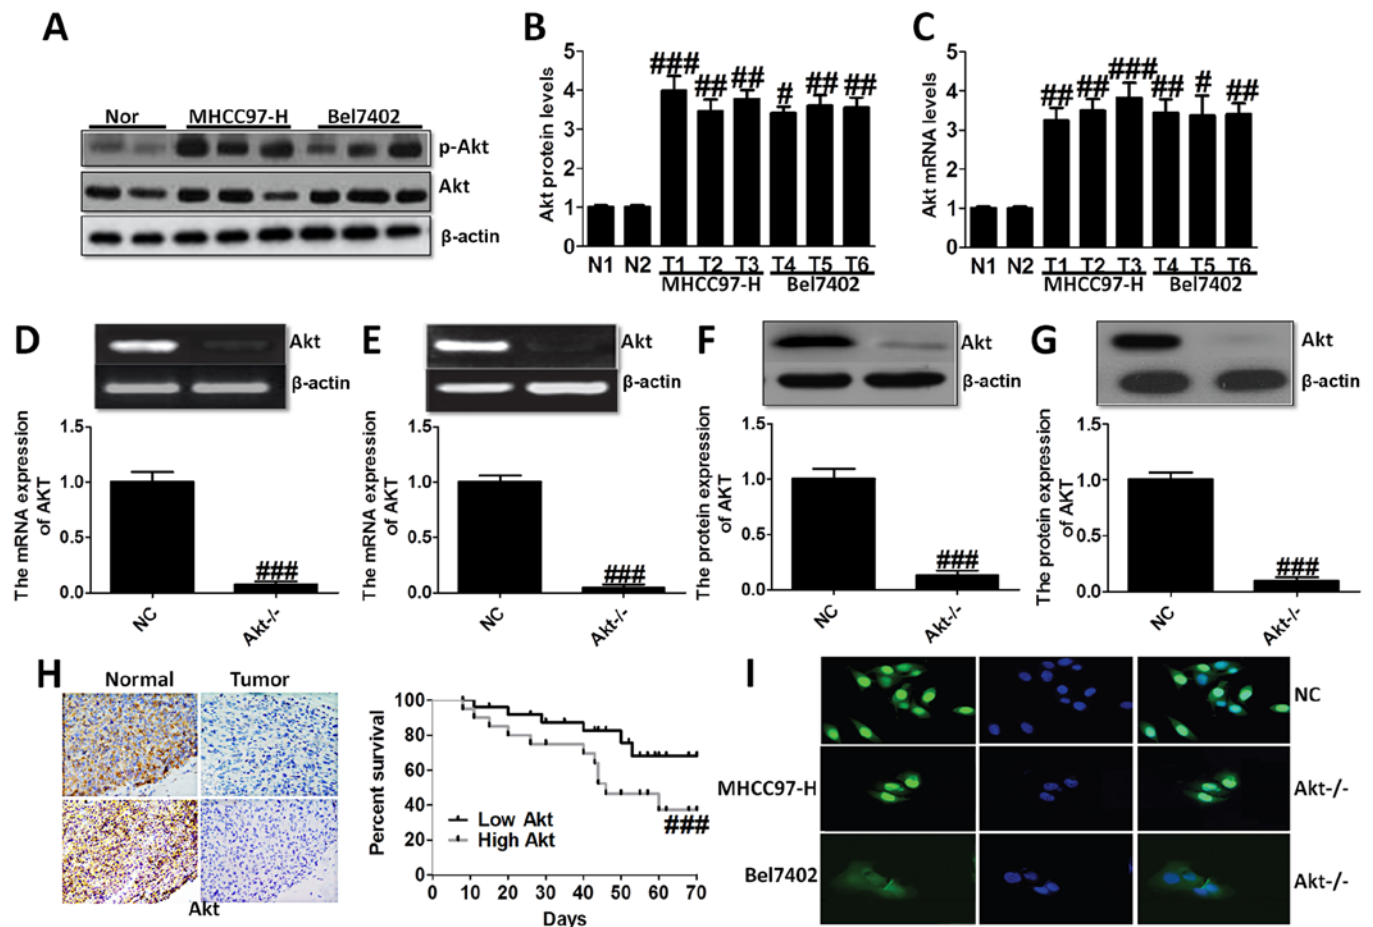 A
Nor MHCC97-H Bel7402
p-Akt
Akt
β-actin
B
Akt protein levels
5
4
3
2
1
0
### ## ## # ## ##
N1 N2 T1 T2 T3 T4 T5 T6
MHCC97-H Bel7402
C
Akt mRNA levels
5
4
3
2
1
0
## ## ### ## # ##
N1 N2 T1 T2 T3 T4 T5 T6
MHCC97-H Bel7402
D
Akt
β-actin
The mRNA expression
of AKT
1.5
1.0
0.5
0.0
###
NC Akt-/-
E
Akt
β-actin
The mRNA expression
of AKT
1.5
1.0
0.5
0.0
###
NC Akt-/-
F
Akt
β-actin
The protein expression
of AKT
1.5
1.0
0.5
0.0
###
NC Akt-/-
G
Akt
β-actin
The protein expression
of AKT
1.5
1.0
0.5
0.0
###
NC Akt-/-
H
Normal Tumor
Akt
Percent survival
100
80
60
40
20
0
Low Akt
High Akt
###
0 10 20 30 40 50 60 70
Days
I
NC
MHCC97-H Akt-/-
Bel7402 Akt-/-